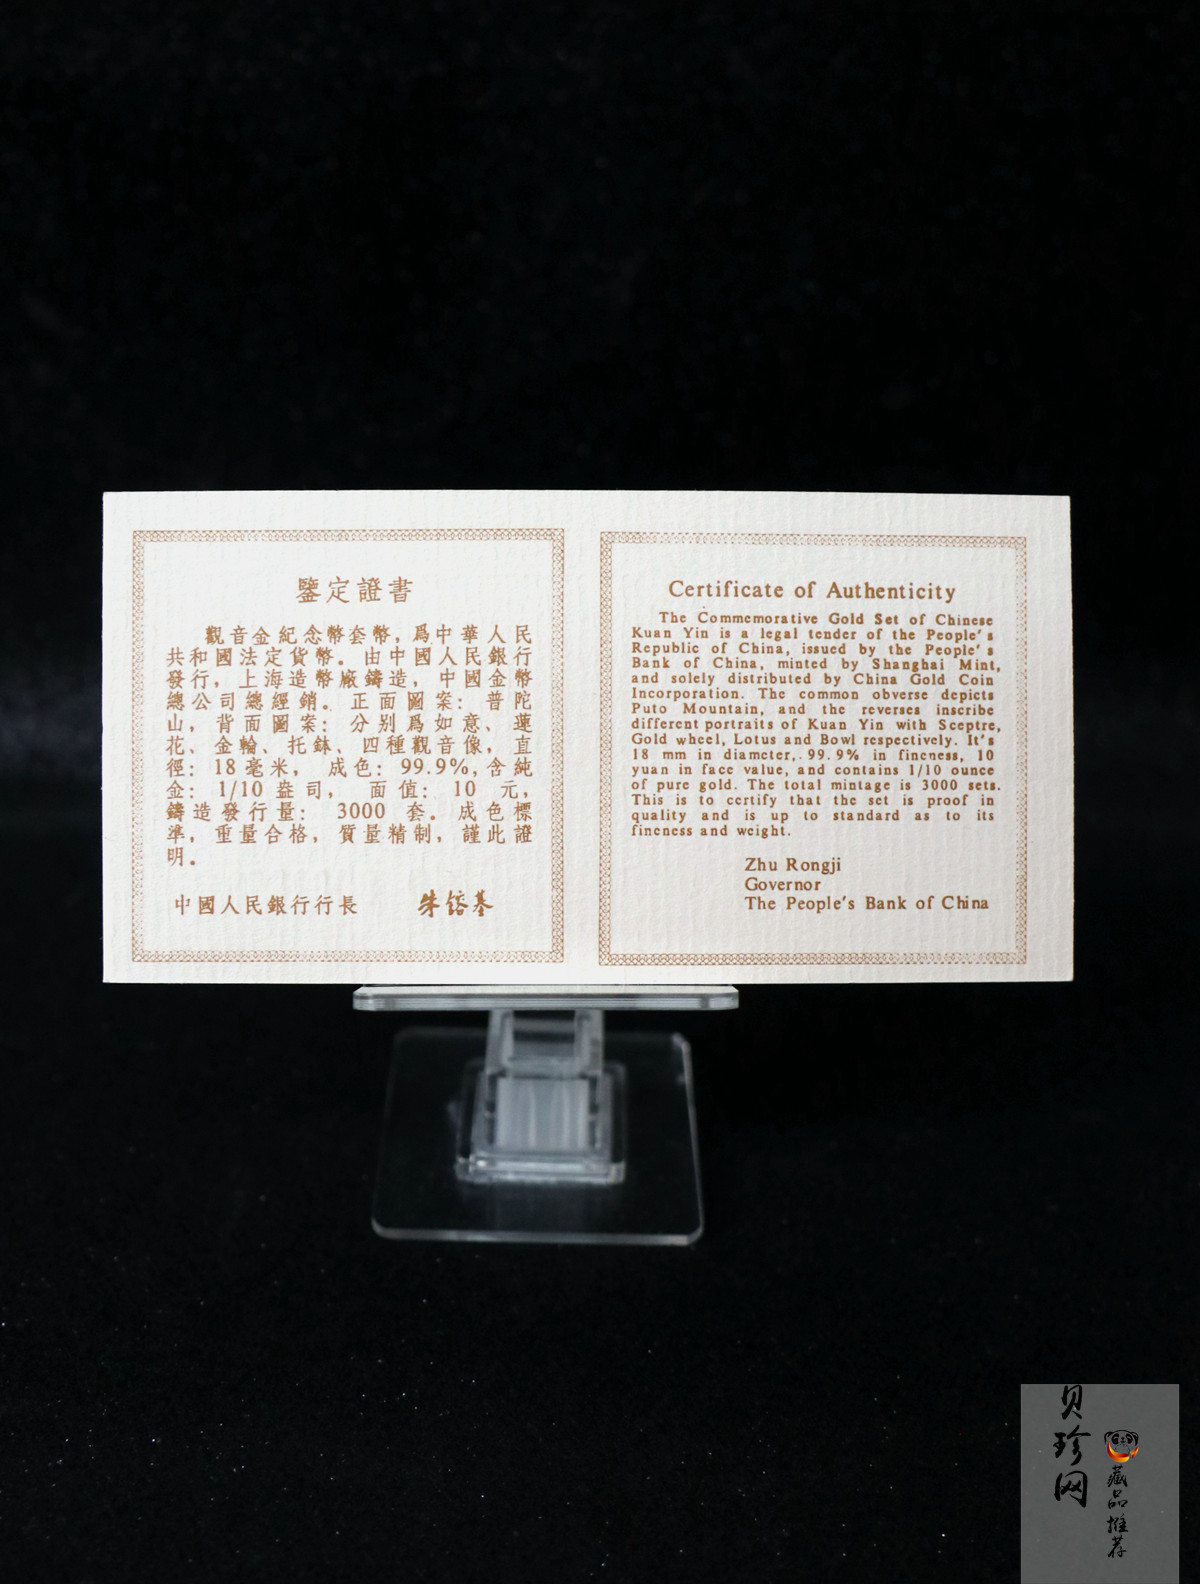 鑒定證書
觀音金紀念幣套幣，爲中華人民
共和國法定貨幣。由中國人民銀行
發行，上海造幣廠鑄造，中國金幣
總公司總經銷。正面圖案：普陀
山，背面圖案：分別爲如意、蓮
花、金輪、托鉢、四種觀音像，直
徑：18毫米， 成色：99.9%，含純
金：1/10 盎司， 面值：10 元，
鑄造發行量： 3000 套。成色標
準，重量合格，質量精制，謹此證
明。
中國人民銀行行長 朱鎔基
Certificate of Authenticity
The Commemorative Gold Set of Chinese
Kuan Yin is a legal tender of the People's
Republic of China, issued by the People's
Bank of China, minted by Shanghai Mint,
and solely distributed by China Gold Coin
Incorporation. The common obverse depicts
Puto Mountain, and the reverses inscribe
different portraits of Kuan Yin with Sceptre,
Gold wheel, Lotus and Bowl respectively. It's
18 mm in diameter, 99.9% in fineness, 10
yuan in face value, and contains 1/10 ounce
of pure gold. The total mintage is 3000 sets.
This is to certify that the set is proof in
quality and is up to standard as to its
fineness and weight.
Zhu Rongji
Governor
The People's Bank of China
贝珍网
藏品推荐